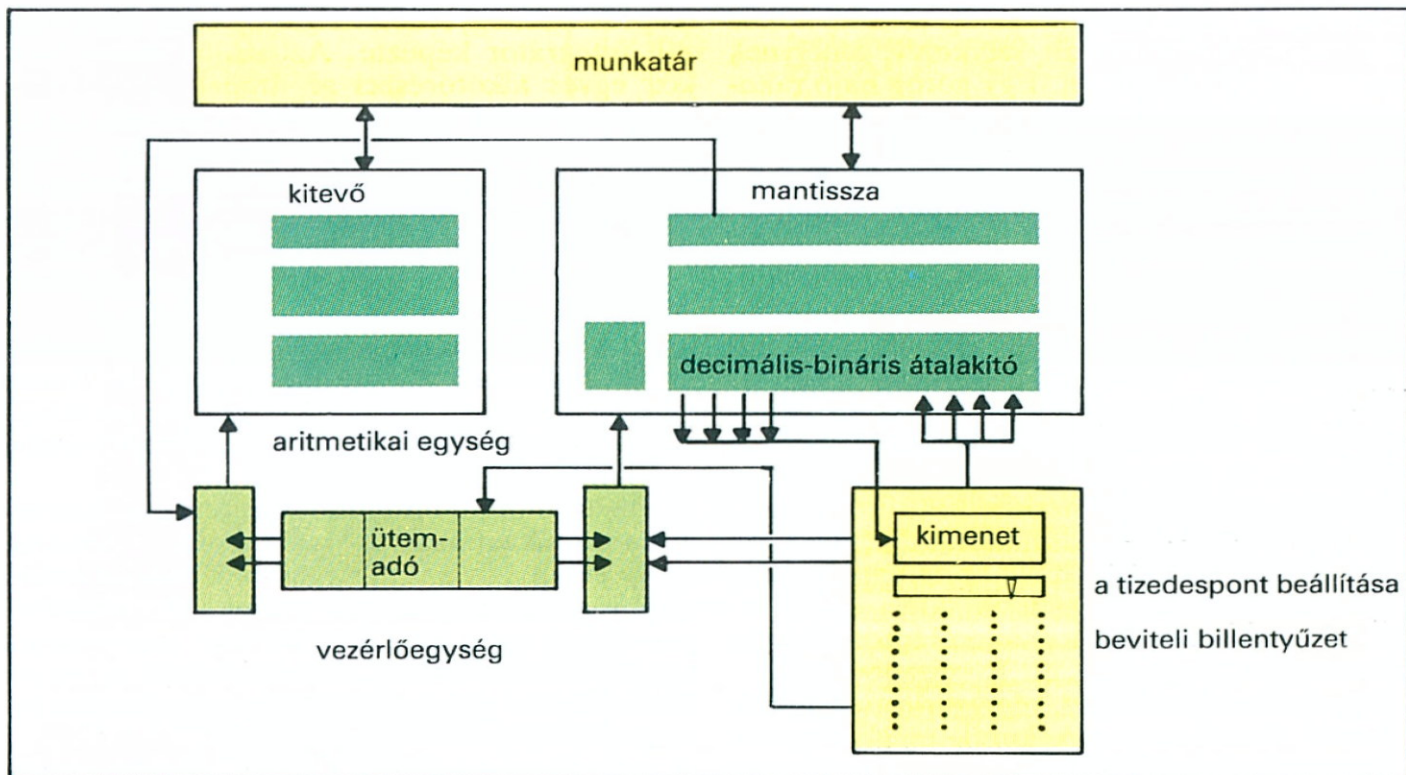 munkatár
kitevő
mantissza
decimális-bináris átalakító
aritmetikai egység
ütem-
adó
kimenet
a tizedespont beállítása
beviteli billentyűzet
vezérlőegység